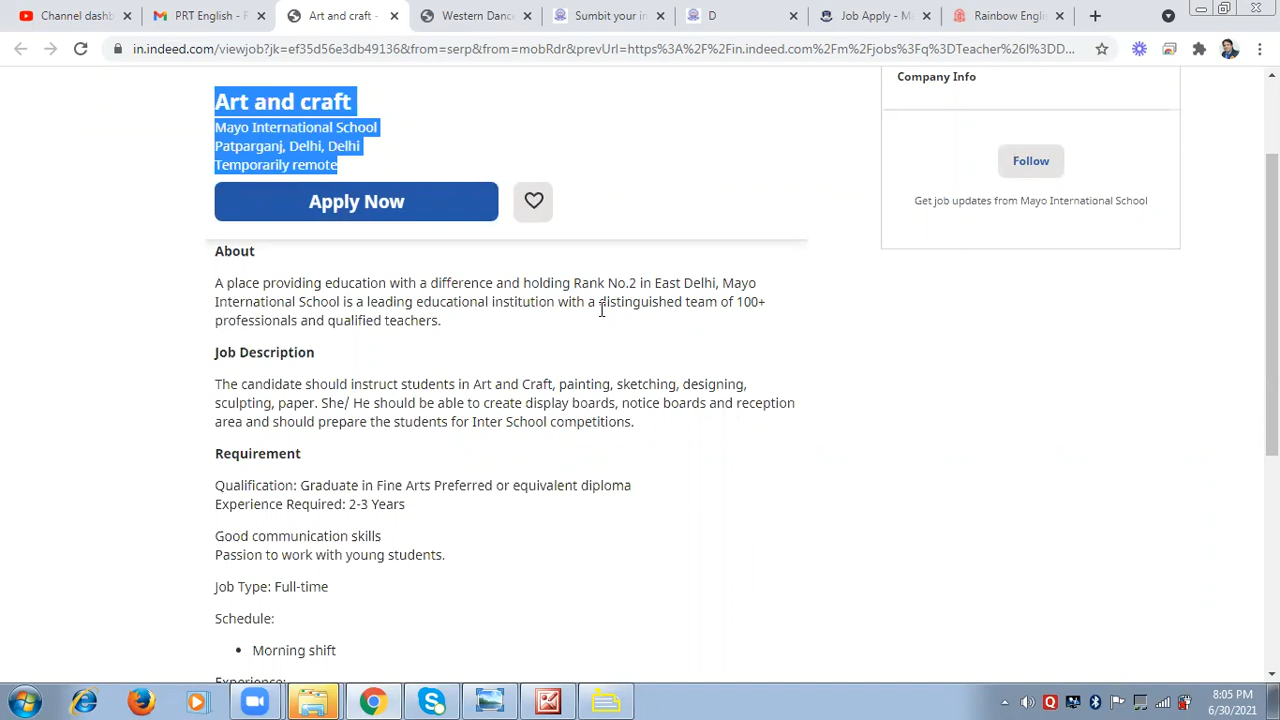 Channel dashb
PRT English - F
Art and craft -
Western Danc
Sumbit your in
D
Job Apply - Ma
Rainbow Engli
in.indeed.com/viewjob?jk=ef35d56e3db49136&from=serp&from=mobRdr&prevUrl=https%3A%2F%2Fin.indeed.com%2Fm%2Fjobs%3Fq%3DTeacher%26l%3DD...
Art and craft
Mayo International School
Patparganj, Delhi, Delhi
Temporarily remote
Apply Now
Company Info
Follow
Get job updates from Mayo International School
About
A place providing education with a difference and holding Rank No.2 in East Delhi, Mayo
International School is a leading educational institution with a distinguished team of 100+
professionals and qualified teachers.
Job Description
The candidate should instruct students in Art and Craft, painting, sketching, designing,
sculpting, paper. She/ He should be able to create display boards, notice boards and reception
area and should prepare the students for Inter School competitions.
Requirement
Qualification: Graduate in Fine Arts Preferred or equivalent diploma
Experience Required: 2-3 Years
Good communication skills
Passion to work with young students.
Job Type: Full-time
Schedule:
• Morning shift
Experience:
8:05 PM
6/30/2021